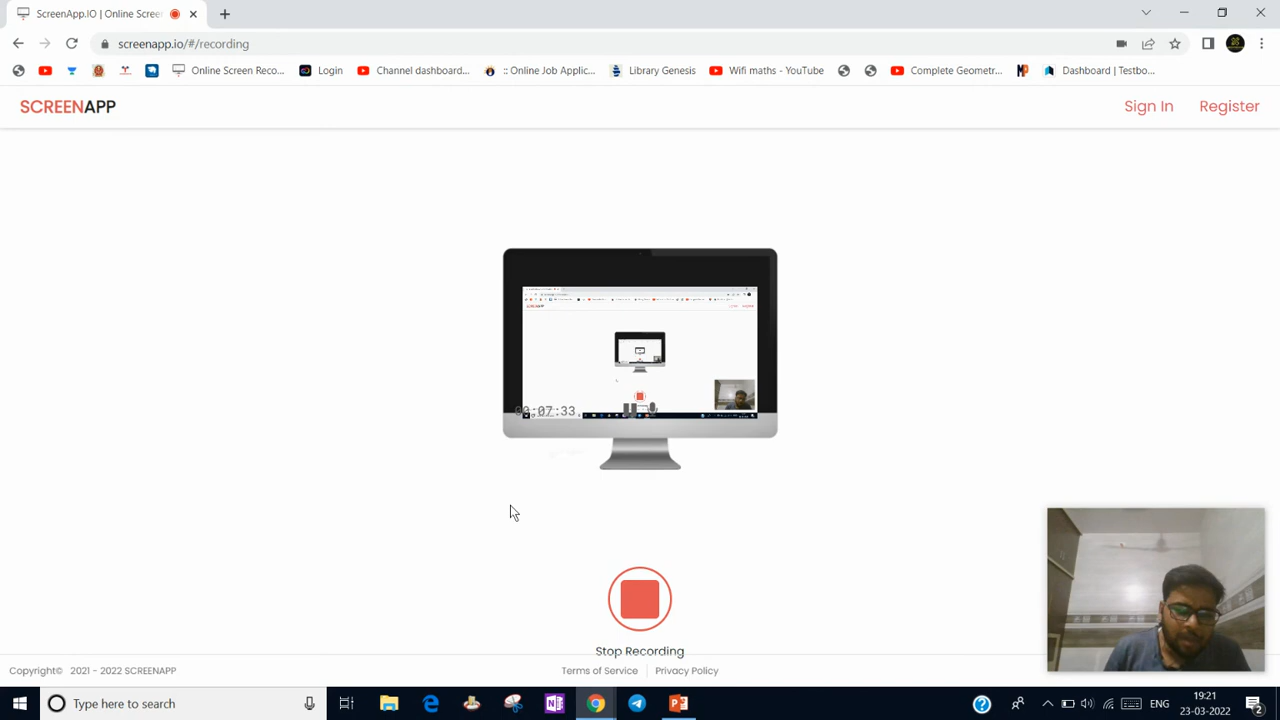 ScreenApp.IO | Online Scree
screenapp.io/#/recording
Online Screen Reco...
Login
Channel dashboard...
:: Online Job Applic...
Library Genesis
Wifi maths - YouTube
Complete Geometr...
Dashboard | Testbo...
SCREENAPP
Sign In
Register
00:07:33
Stop Recording
Copyright© 2021 - 2022 SCREENAPP
Terms of Service
Privacy Policy
Type here to search
ENG
19:21
23-03-2022
2